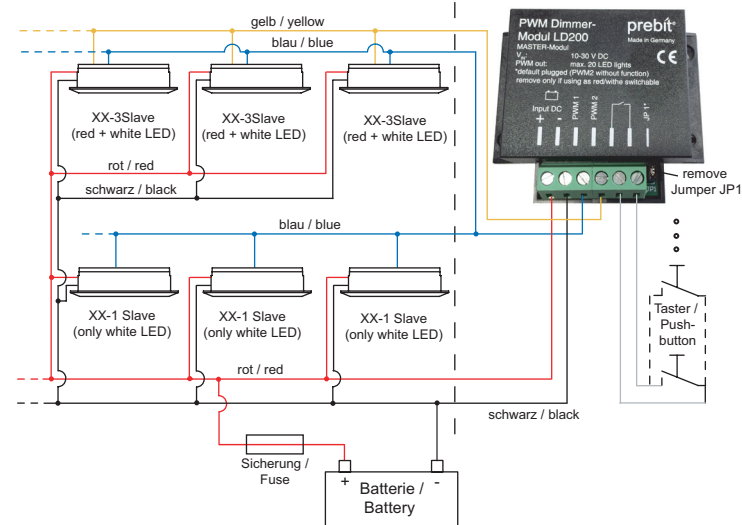 gelb / yellow
blau / blue
XX-3Slave
(red + white LED)
XX-3Slave
(red + white LED)
XX-3Slave
(red + white LED)
rot / red
schwarz / black
blau / blue
XX-1 Slave
(only white LED)
XX-1 Slave
(only white LED)
XX-1 Slave
(only white LED)
rot / red
schwarz / black
Sicherung /
Fuse
+ -
Batterie /
Battery
PWM Dimmer-
Modul LD200
MASTER-Modul
prebit
Made in Germany
CE
VIN: 10-30 V DC
PWM out: max. 20 LED lights
*default plugged (PWM2 without function)
remove only if using as red/withe switchable
Input DC
+ -
PWM 1
PWM 2
JP 1*
JP1
remove
Jumper JP1
Taster /
Push-
button